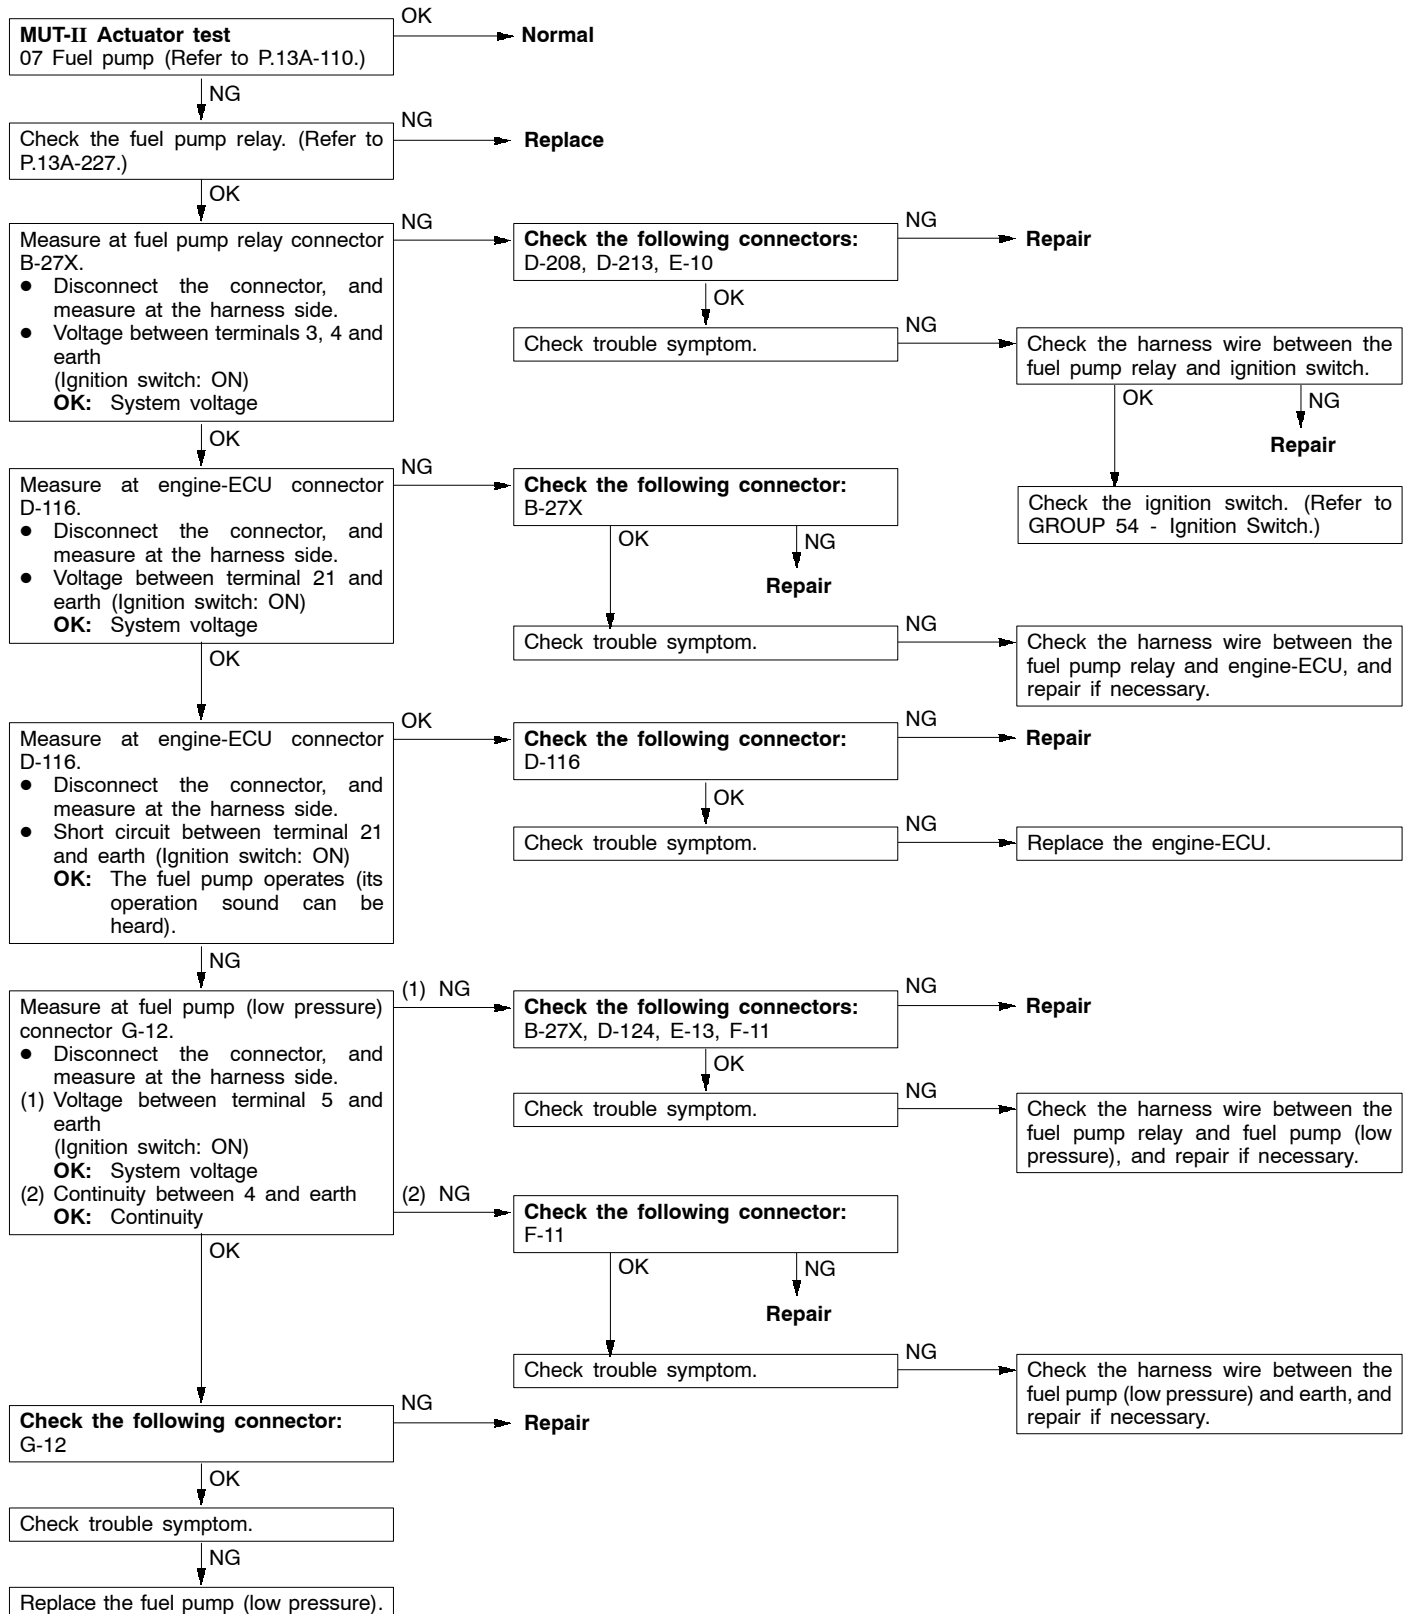 MUT-II Actuator test
07 Fuel pump (Refer to P.13A-110.)
OK
Normal
NG
Check the fuel pump relay. (Refer to
P.13A-227.)
NG
Replace
OK
Measure at fuel pump relay connector
B-27X.
● Disconnect the connector, and
measure at the harness side.
● Voltage between terminals 3, 4 and
earth
(Ignition switch: ON)
OK: System voltage
NG
Check the following connectors:
D-208, D-213, E-10
NG
Repair
OK
Check trouble symptom.
NG
Check the harness wire between the
fuel pump relay and ignition switch.
OK
NG
Repair
Check the ignition switch. (Refer to
GROUP 54 - Ignition Switch.)
OK
Measure at engine-ECU connector
D-116.
● Disconnect the connector, and
measure at the harness side.
● Voltage between terminal 21 and
earth (Ignition switch: ON)
OK: System voltage
NG
Check the following connector:
B-27X
OK
NG
Repair
Check trouble symptom.
NG
Check the harness wire between the
fuel pump relay and engine-ECU, and
repair if necessary.
OK
Measure at engine-ECU connector
D-116.
● Disconnect the connector, and
measure at the harness side.
● Short circuit between terminal 21
and earth (Ignition switch: ON)
OK: The fuel pump operates (its
operation sound can be
heard).
OK
Check the following connector:
D-116
NG
Repair
OK
Check trouble symptom.
NG
Replace the engine-ECU.
NG
Measure at fuel pump (low pressure)
connector G-12.
● Disconnect the connector, and
measure at the harness side.
(1) Voltage between terminal 5 and
earth
(Ignition switch: ON)
OK: System voltage
(2) Continuity between 4 and earth
OK: Continuity
(1) NG
Check the following connectors:
B-27X, D-124, E-13, F-11
NG
Repair
OK
Check trouble symptom.
NG
Check the harness wire between the
fuel pump relay and fuel pump (low
pressure), and repair if necessary.
(2) NG
Check the following connector:
F-11
OK
NG
Repair
Check trouble symptom.
NG
Check the harness wire between the
fuel pump (low pressure) and earth, and
repair if necessary.
OK
Check the following connector:
G-12
NG
Repair
OK
Check trouble symptom.
NG
Replace the fuel pump (low pressure).